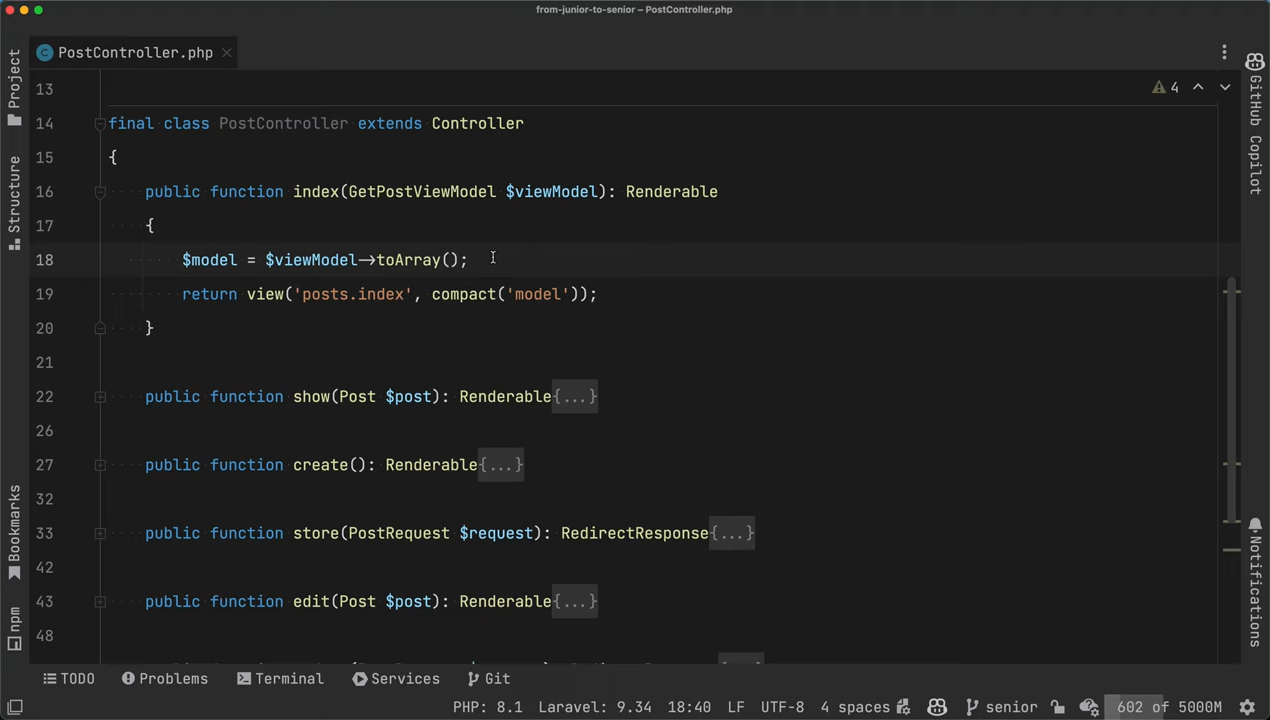 from-junior-to-senior – PostController.php
PostController.php
Project
Structure
Bookmarks
npm
4
GitHub Copilot
Notifications
13
14 final class PostController extends Controller
15 {
16 public function index(GetPostViewModel $viewModel): Renderable
17 {
18 $model = $viewModel->toArray();
19 return view('posts.index', compact('model'));
20 }
21
22 public function show(Post $post): Renderable{...}
26
27 public function create(): Renderable{...}
32
33 public function store(PostRequest $request): RedirectResponse{...}
42
43 public function edit(Post $post): Renderable{...}
48
TODO Problems Terminal Services Git
PHP: 8.1 Laravel: 9.34 18:40 LF UTF-8 4 spaces senior 602 of 5000M